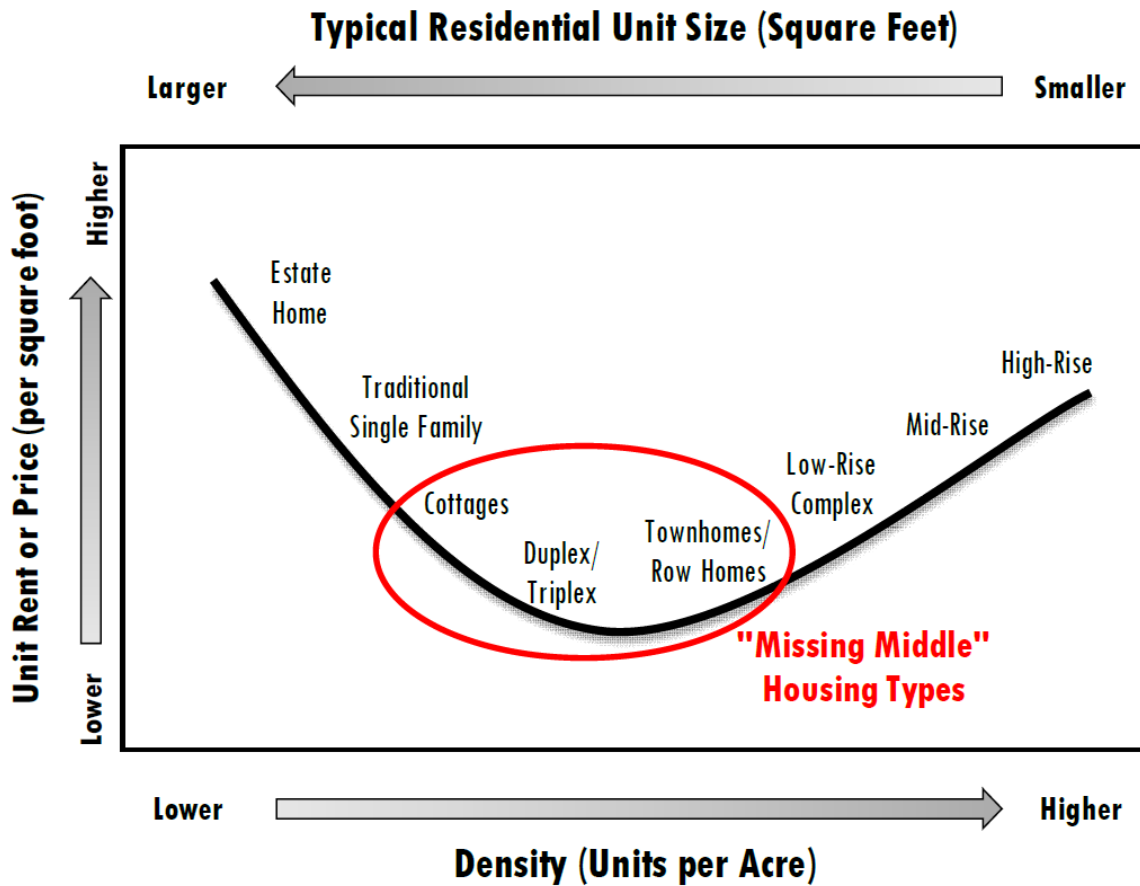 Typical Residential Unit Size (Square Feet)
Larger
Smaller
Unit Rent or Price (per square foot)
Higher
Lower
Estate
Home
Traditional
Single Family
Cottages
Duplex/
Triplex
Townhomes/
Row Homes
Low-Rise
Complex
Mid-Rise
High-Rise
"Missing Middle"
Housing Types
Lower
Higher
Density (Units per Acre)